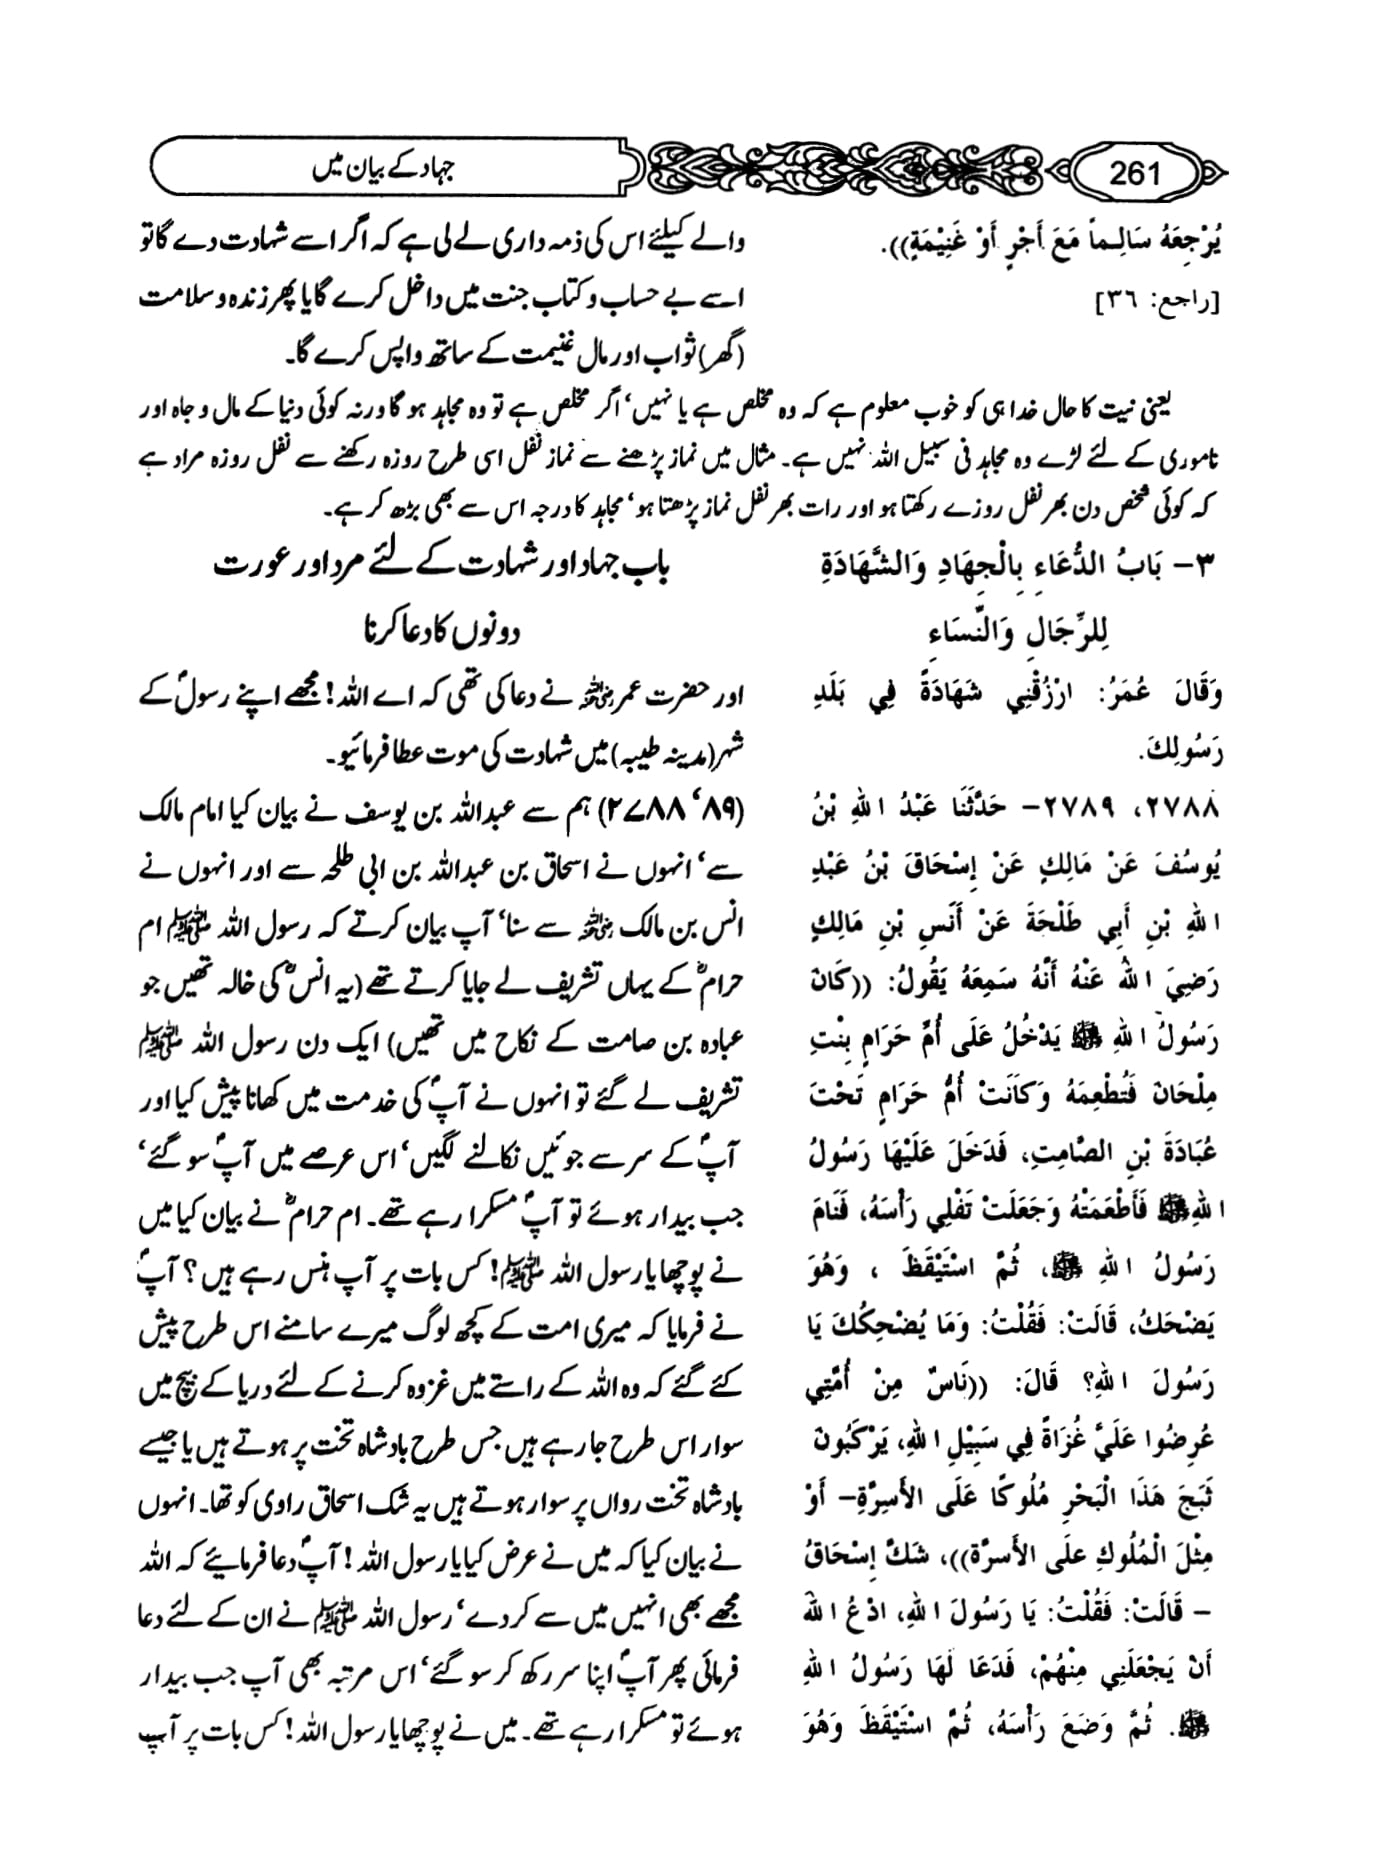 261
جہاد کے بیان میں
يُرْجِعَهُ سَالِماً مَعَ أَجْرٍ أَوْ غَنِيْمَةٍ)).
[راجع: ٣٦]
والے کیلئے اس کی ذمہ داری لے لی ہے کہ اگر اسے شہادت دے گا تو
اسے بے حساب و کتاب جنت میں داخل کرے گا یا پھر زندہ و سلامت
(گھر) ثواب اور مال غنیمت کے ساتھ واپس کرے گا۔
یعنی نیت کا حال خدا ہی کو خوب معلوم ہے کہ وہ مخلص ہے یا نہیں' اگر مخلص ہے تو وہ مجاہد ہو گا ورنہ کوئی دنیا کے مال و جاہ اور
ناموری کے لئے لڑے وہ مجاہد فی سبیل اللہ نہیں ہے۔ مثال میں نماز پڑھنے سے نماز نفل اسی طرح روزہ رکھنے سے نفل روزہ مراد ہے
کہ کوئی شخص دن بھر نفل روزے رکھتا ہو اور رات بھر نفل نماز پڑھتا ہو' مجاہد کا درجہ اس سے بھی بڑھ کر ہے۔
٣- بَابُ الدُّعَاءِ بِالْجِهَادِ وَالشَّهَادَةِ
لِلرِّجَالِ وَالنِّسَاءِ
وَقَالَ عُمَرُ: ارْزُقْنِي شَهَادَةً فِي بَلَدِ
رَسُولِكَ.
٢٧٨٨، ٢٧٨٩- حَدَّثَنَا عَبْدُ اللهِ بْنُ
يُوسُفَ عَنْ مَالِكٍ عَنْ إِسْحَاقَ بْنُ عَبْدِ
اللهِ بْنِ أَبِي طَلْحَةَ عَنْ أَنَسِ بْنِ مَالِكٍ
رَضِيَ اللهُ عَنْهُ أَنَّهُ سَمِعَهُ يَقُولُ: ((كَانَ
رَسُولُ اللهِ ﷺ يَدْخُلُ عَلَى أُمِّ حَرَامٍ بِنْتِ
مِلْحَانَ فَتُطْعِمَهُ وَكَانَتْ أُمُّ حَرَامٍ تَحْتَ
عُبَادَةَ بْنِ الصَّامِتِ، فَدَخَلَ عَلَيْهَا رَسُولُ
اللهِ ﷺ فَأَطْعَمَتْهُ وَجَعَلَتْ تَفْلِي رَأْسَهُ، فَنَامَ
رَسُولُ اللهِ ﷺ، ثُمَّ اسْتَيْقَظَ ، وَهُوَ
يَضْحَكُ، قَالَتْ: فَقُلْتُ: وَمَا يُضْحِكُكَ يَا
رَسُولَ اللهِ؟ قَالَ: ((نَاسٌ مِنْ أُمَّتِي
عُرِضُوا عَلَيَّ غُزَاةً فِي سَبِيْلِ اللهِ، يَرْكَبُونَ
ثَبَجَ هَذَا الْبَحْرِ مُلُوكًا عَلَى الأَسِرَّةِ- أَوْ
مِثْلَ الْمُلُوكِ عَلَى الأَسرَّة))، شَكَّ إِسْحَاقُ
- قَالَتْ: فَقُلْتُ: يَا رَسُولَ اللهِ، ادْعُ اللهَ
أَنْ يَجْعَلَنِي مِنْهُمْ، فَدَعَا لَهَا رَسُولُ اللهِ
ﷺ. ثُمَّ وَضَعَ رَأْسَهُ، ثُمَّ اسْتَيْقَظَ وَهُوَ
باب جہاد اور شہادت کے لئے مرد اور عورت
دونوں کا دعا کرنا
اور حضرت عمر رضی اللہ عنہ نے دعا کی تھی کہ اے اللہ! مجھے اپنے رسولؐ کے
شہر (مدینہ طیبہ) میں شہادت کی موت عطا فرمائیو۔
(۸۹' ۲۷۸۸) ہم سے عبداللہ بن یوسف نے بیان کیا امام مالک
سے' انہوں نے اسحاق بن عبداللہ بن ابی طلحہ سے اور انہوں نے
انس بن مالک رضی اللہ عنہ سے سنا' آپ بیان کرتے کہ رسول اللہ ﷺ ام
حرامؓ کے یہاں تشریف لے جایا کرتے تھے (یہ انسؓ کی خالہ تھیں جو
عبادہ بن صامت کے نکاح میں تھیں) ایک دن رسول اللہ ﷺ
تشریف لے گئے تو انہوں نے آپؐ کی خدمت میں کھانا پیش کیا اور
آپؐ کے سر سے جوئیں نکالنے لگیں' اس عرصے میں آپؐ سو گئے'
جب بیدار ہوئے تو آپؐ مسکرا رہے تھے۔ ام حرامؓ نے بیان کیا میں
نے پوچھا یا رسول اللہ ﷺ! کس بات پر آپ ہنس رہے ہیں؟ آپؐ
نے فرمایا کہ میری امت کے کچھ لوگ میرے سامنے اس طرح پیش
کئے گئے کہ وہ اللہ کے راستے میں غزوہ کرنے کے لئے دریا کے بیچ میں
سوار اس طرح جا رہے ہیں جس طرح بادشاہ تخت پر ہوتے ہیں یا جیسے
بادشاہ تخت رواں پر سوار ہوتے ہیں یہ شک اسحاق راوی کو تھا۔ انہوں
نے بیان کیا کہ میں نے عرض کیا یا رسول اللہ! آپؐ دعا فرمایئے کہ اللہ
مجھے بھی انہیں میں سے کر دے' رسول اللہ ﷺ نے ان کے لئے دعا
فرمائی پھر آپؐ اپنا سر رکھ کر سو گئے' اس مرتبہ بھی آپ جب بیدار
ہوئے تو مسکرا رہے تھے۔ میں نے پوچھا یا رسول اللہ! کس بات پر آپ